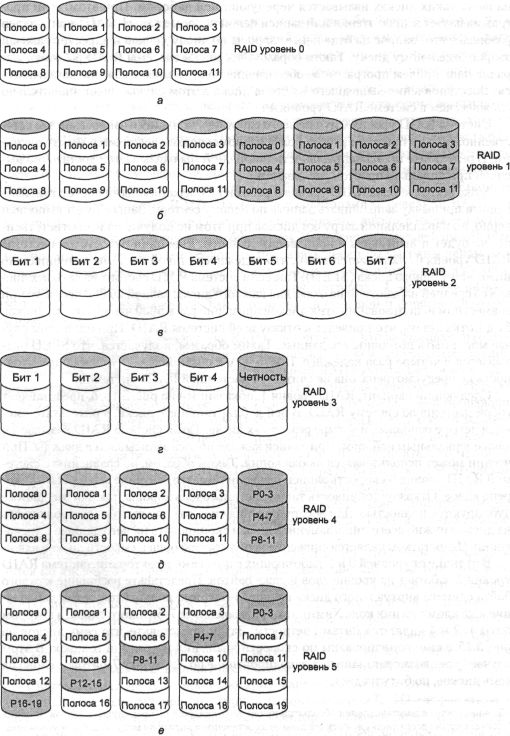 Полоса 0 Полоса 1 Полоса 2 Полоса 3
Полоса 4 Полоса 5 Полоса 6 Полоса 7
Полоса 8 Полоса 9 Полоса 10 Полоса 11
RAID уровень 0
а
Полоса 0 Полоса 1 Полоса 2 Полоса 3 Полоса 0 Полоса 1 Полоса 2 Полоса 3
Полоса 4 Полоса 5 Полоса 6 Полоса 7 Полоса 4 Полоса 5 Полоса 6 Полоса 7
Полоса 8 Полоса 9 Полоса 10 Полоса 11 Полоса 8 Полоса 9 Полоса 10 Полоса 11
RAID
уровень 1
б
Бит 1 Бит 2 Бит 3 Бит 4 Бит 5 Бит 6 Бит 7
RAID
уровень 2
в
Бит 1 Бит 2 Бит 3 Бит 4 Четность
RAID
уровень 3
г
Полоса 0 Полоса 1 Полоса 2 Полоса 3 P0-3
Полоса 4 Полоса 5 Полоса 6 Полоса 7 P4-7
Полоса 8 Полоса 9 Полоса 10 Полоса 11 P8-11
RAID
уровень 4
д
Полоса 0 Полоса 1 Полоса 2 Полоса 3 P0-3
Полоса 4 Полоса 5 Полоса 6 P4-7 Полоса 7
Полоса 8 Полоса 9 P8-11 Полоса 10 Полоса 11
Полоса 12 P12-15 Полоса 13 Полоса 14 Полоса 15
P16-19 Полоса 16 Полоса 17 Полоса 18 Полоса 19
RAID
уровень 5
е